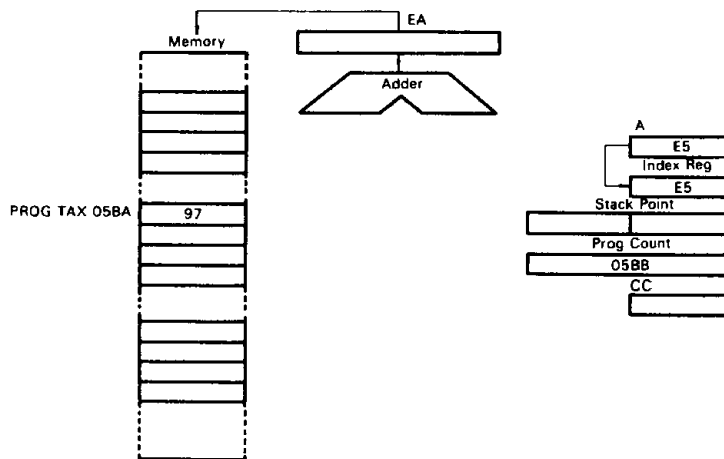 EA
Memory
Adder
A
E5
Index Reg
E5
Stack Point
PROG TAX 05BA 97
Prog Count
05BB
CC